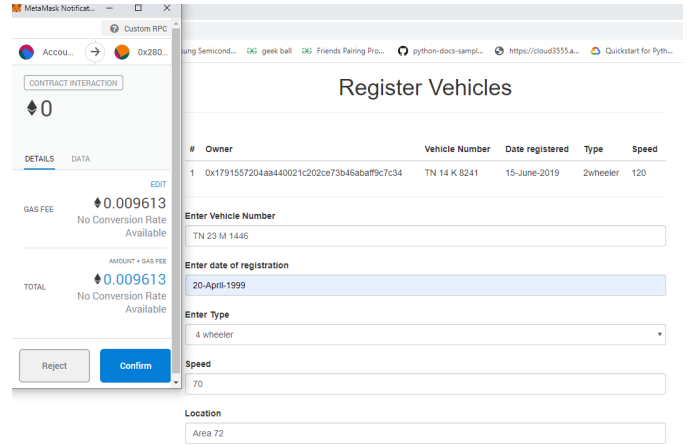 MetaMask Notificat...
Custom RPC
Accou...
0x280...
CONTRACT INTERACTION
0
DETAILS
DATA
EDIT
GAS FEE
0.009613
No Conversion Rate
Available
AMOUNT + GAS FEE
TOTAL
0.009613
No Conversion Rate
Available
Reject
Confirm
ung Semicond...
geek ball
Friends Pairing Pro...
python-docs-sampl...
https://cloud3555.a...
Quickstart for Pyth...
Register Vehicles
# Owner Vehicle Number Date registered Type Speed
1 0x1791557204aa440021c202ce73b46abaff9c7c34 TN 14 K 8241 15-June-2019 2wheeler 120
Enter Vehicle Number
TN 23 M 1446
Enter date of registration
20-April-1999
Enter Type
4 wheeler
Speed
70
Location
Area 72